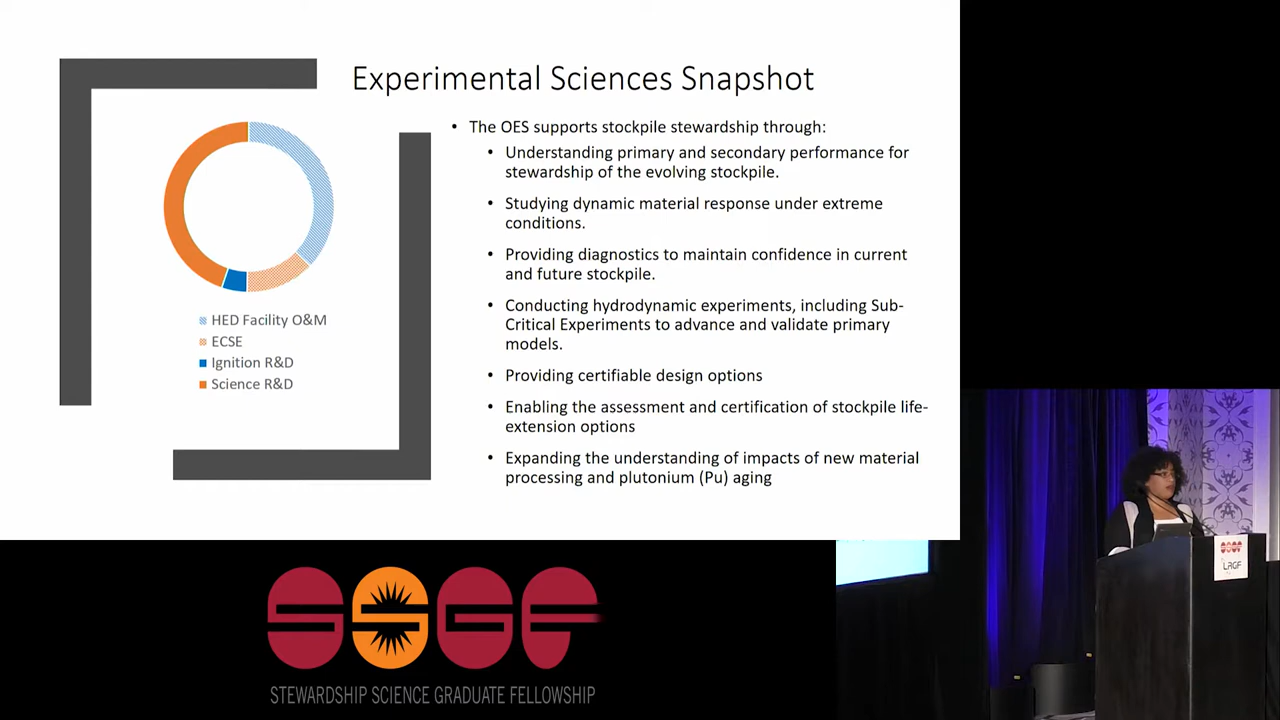 Experimental Sciences Snapshot
• The OES supports stockpile stewardship through:
• Understanding primary and secondary performance for
stewardship of the evolving stockpile.
• Studying dynamic material response under extreme
conditions.
• Providing diagnostics to maintain confidence in current
and future stockpile.
• Conducting hydrodynamic experiments, including Sub-
Critical Experiments to advance and validate primary
models.
• Providing certifiable design options
• Enabling the assessment and certification of stockpile life-
extension options
• Expanding the understanding of impacts of new material
processing and plutonium (Pu) aging
HED Facility O&M
ECSE
Ignition R&D
Science R&D
SSGF
STEWARDSHIP SCIENCE GRADUATE FELLOWSHIP
SSGF
LRGF